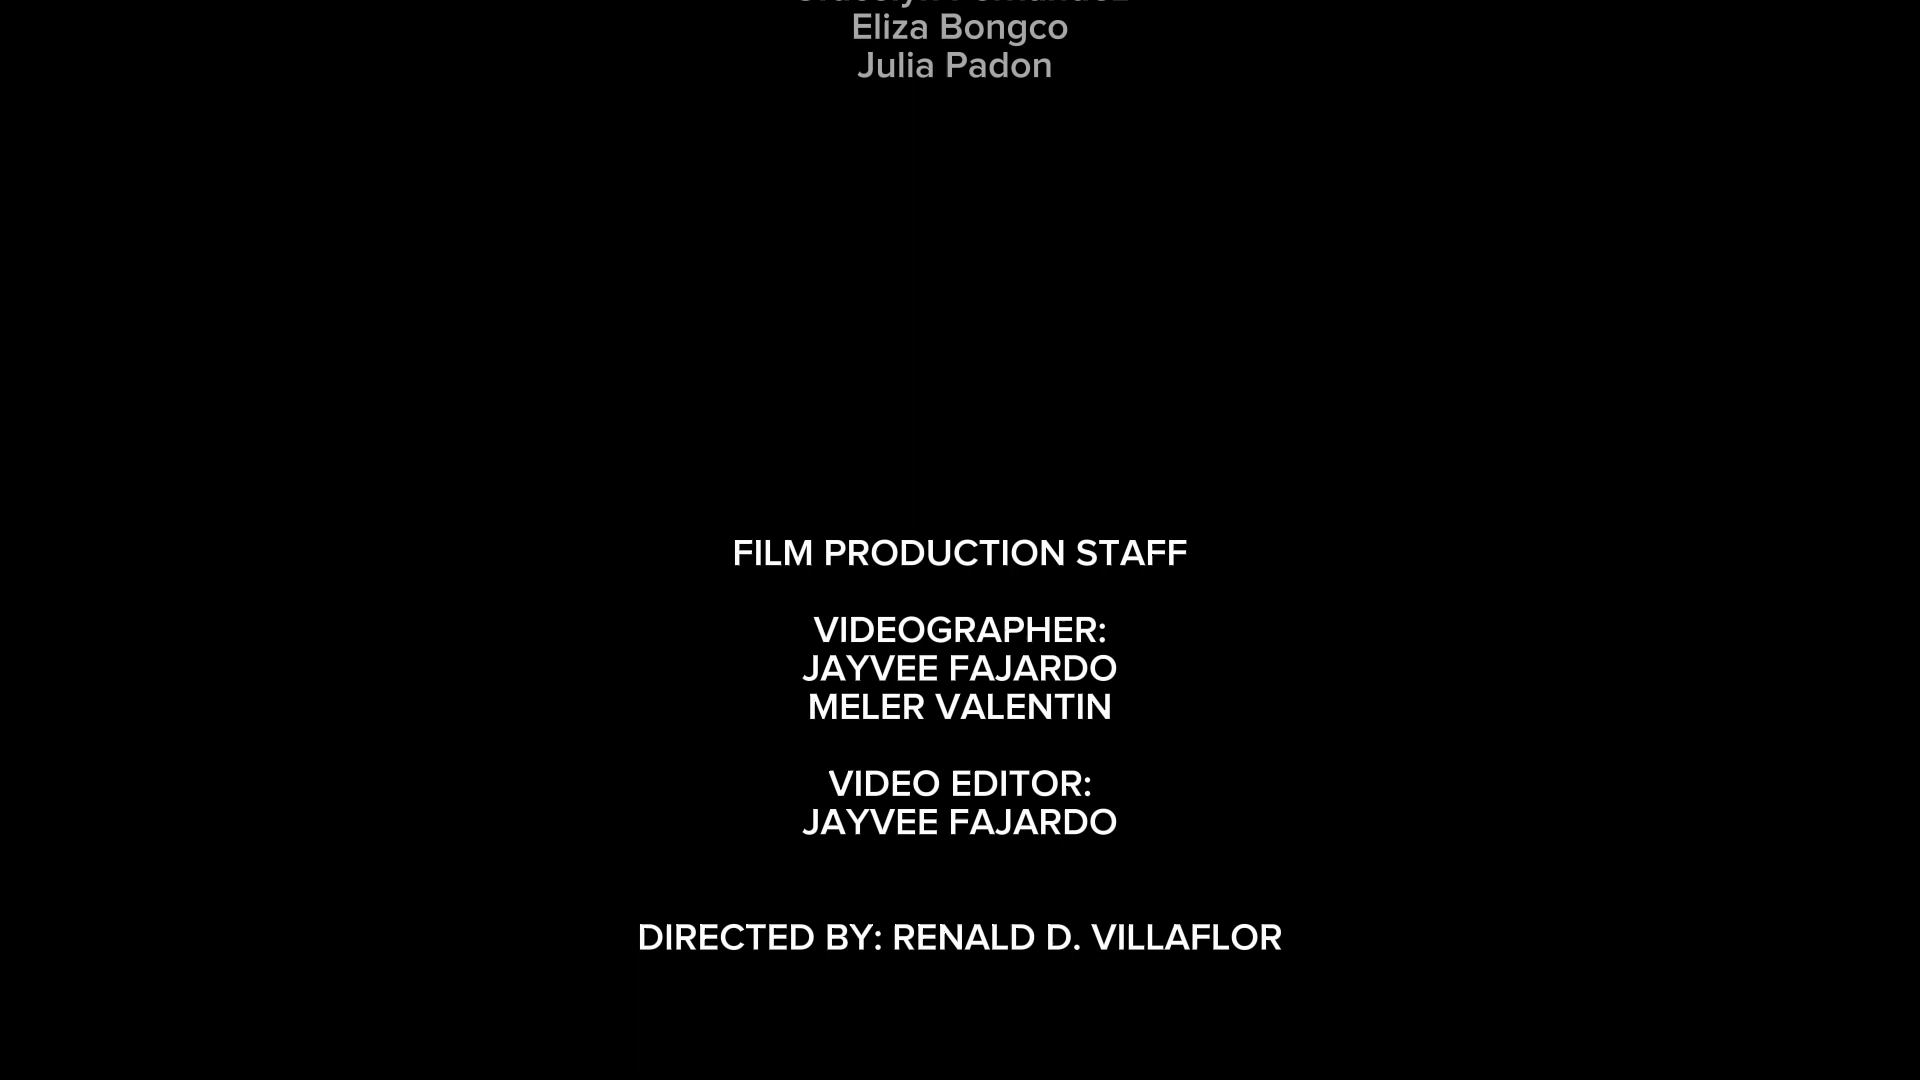 Eliza Bongco
Julia Padon
FILM PRODUCTION STAFF
VIDEOGRAPHER:
JAYVEE FAJARDO
MELER VALENTIN
VIDEO EDITOR:
JAYVEE FAJARDO
DIRECTED BY: RENALD D. VILLAFLOR